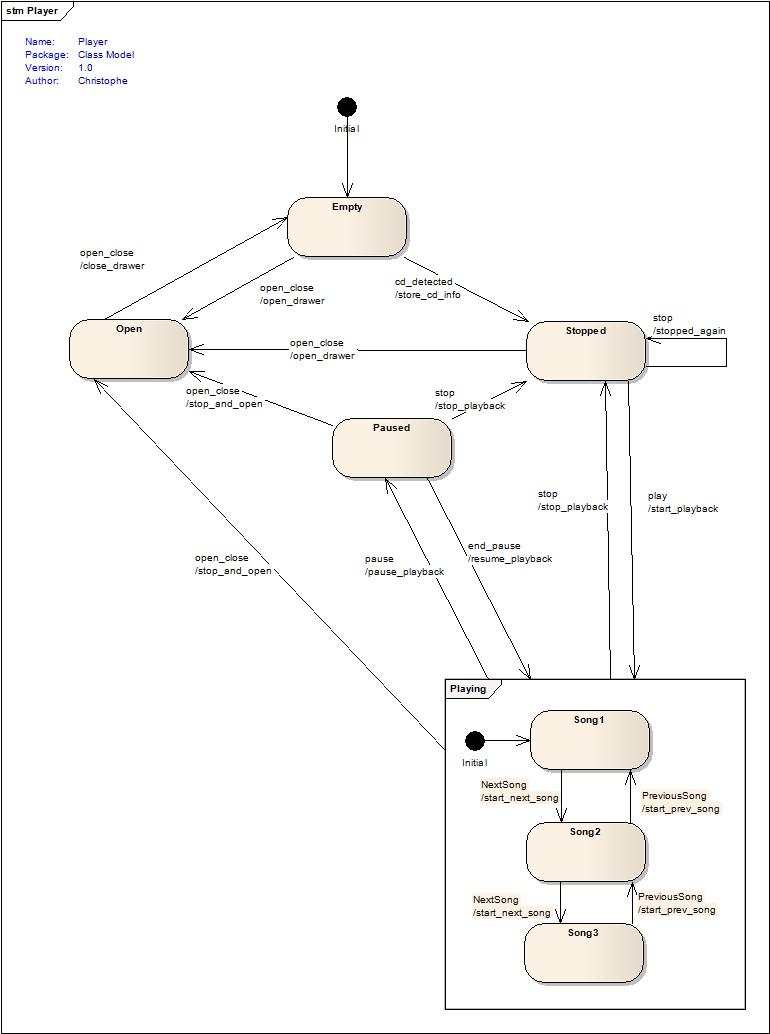 stm Player
Name: Player
Package: Class Model
Version: 1.0
Author: Christophe
Initial
Empty
open_close
/close_drawer
open_close
/open_drawer
cd_detected
/store_cd_info
Open
Stopped
stop
/stopped_again
open_close
/open_drawer
open_close
/stop_and_open
stop
/stop_playback
Paused
stop
/stop_playback
play
/start_playback
open_close
/stop_and_open
pause
/pause_playback
end_pause
/resume_playback
Playing
Song1
Initial
NextSong
/start_next_song
PreviousSong
/start_prev_song
Song2
NextSong
/start_next_song
PreviousSong
/start_prev_song
Song3